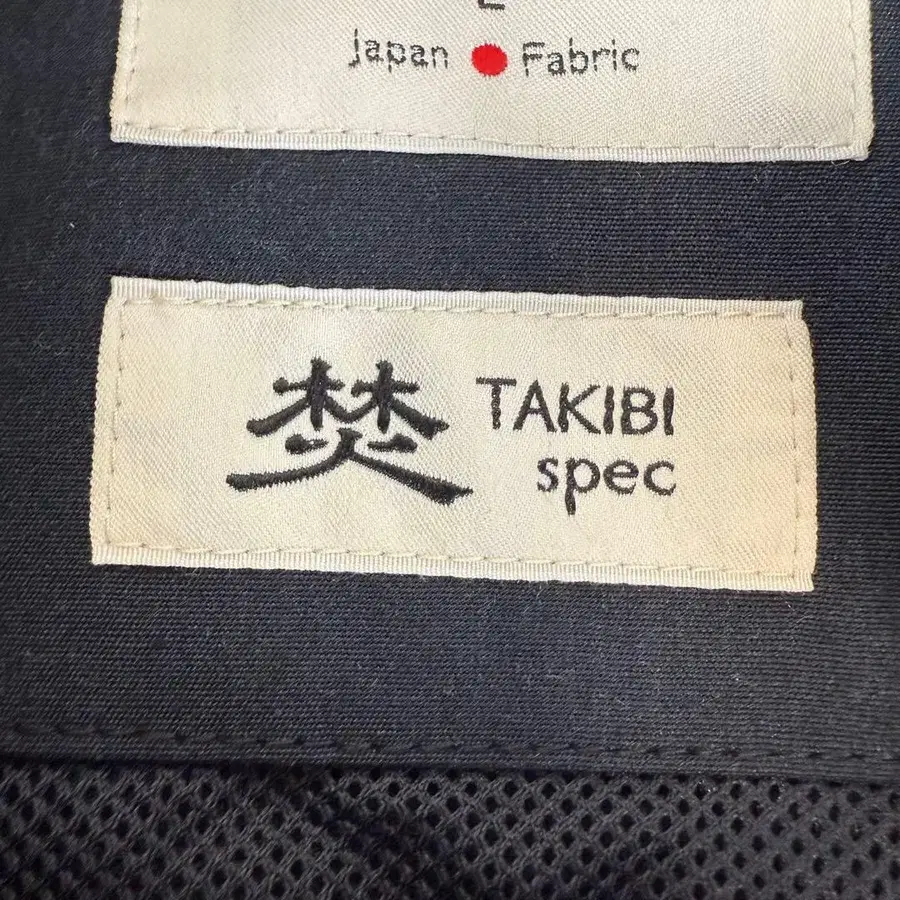 Japan Fabric
焚 TAKIBI
spec